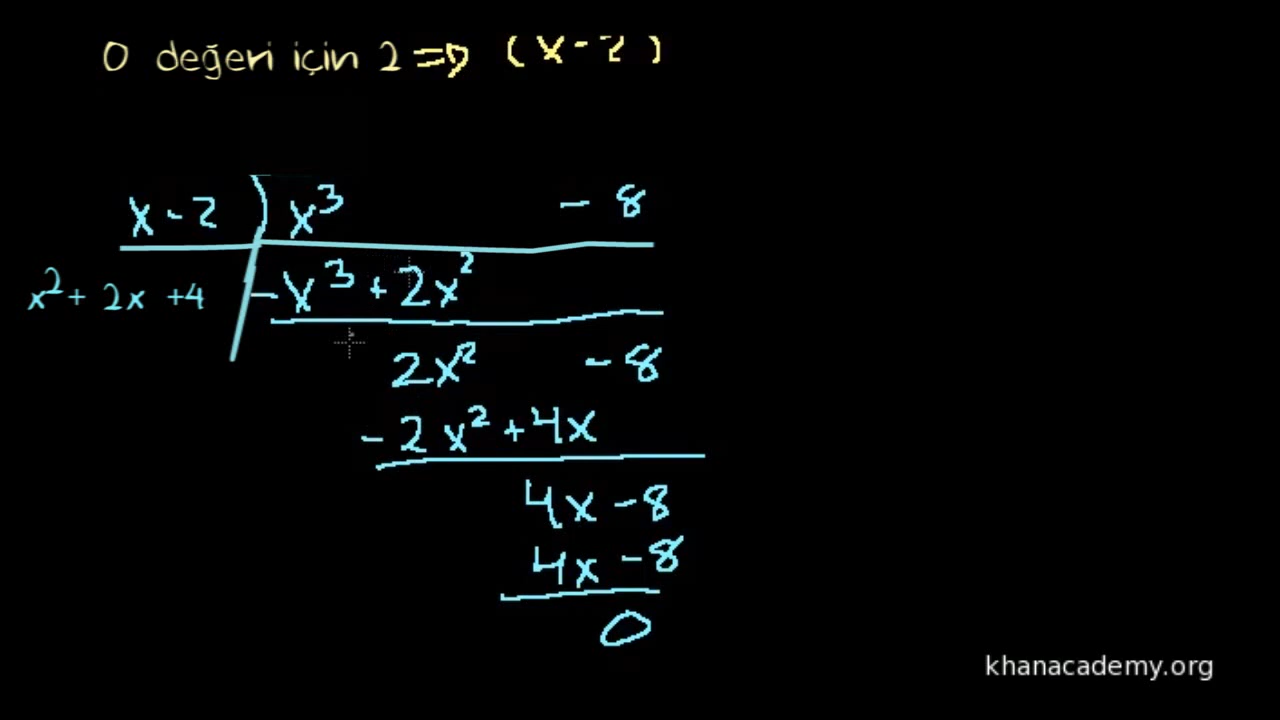 0 değeri için 2 => (x-2)
x-2 ) x³ - 8
x² + 2x +4 -x³ + 2x²
2x² - 8
-2x² + 4x
4x - 8
4x - 8
0
khanacademy.org